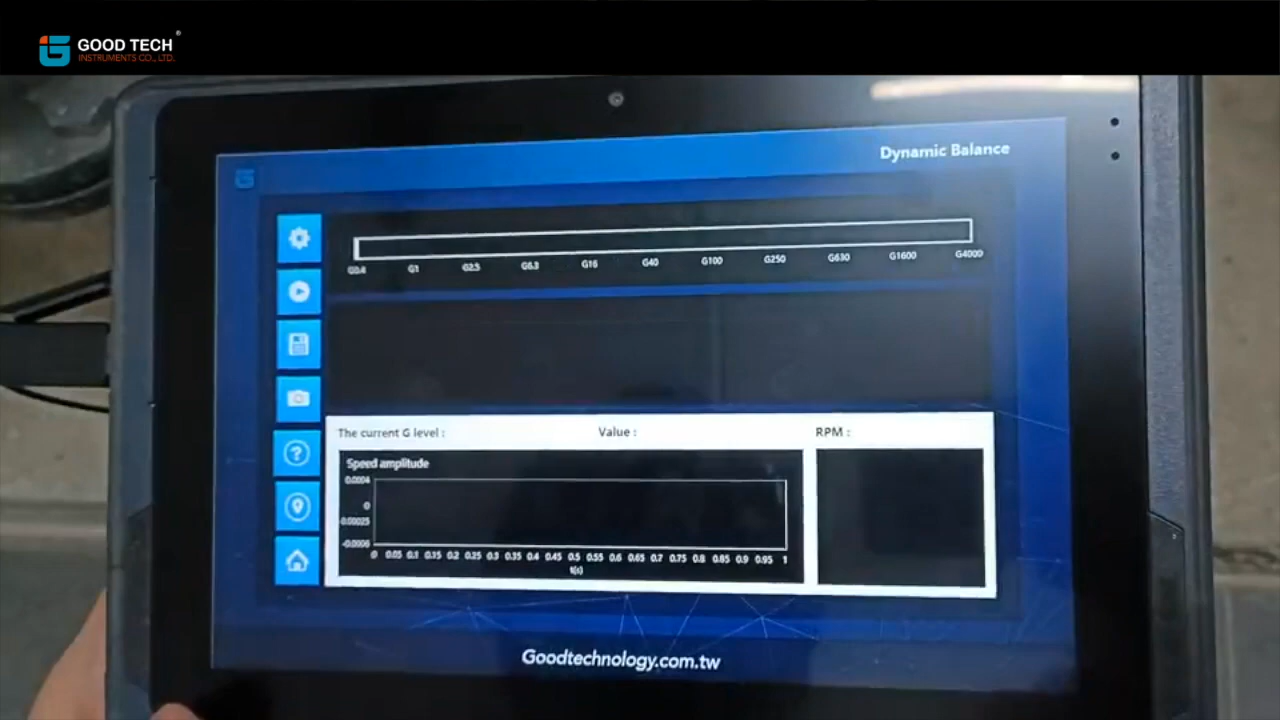 GOOD TECH®
INSTRUMENTS CO., LTD.
Dynamic Balance
G0.4 G1 G2.5 G6.3 G16 G40 G100 G250 G630 G1600 G4000
The current G level : Value : RPM :
Speed amplitude
0.0004
0
-0.00025
-0.0006
0 0.05 0.1 0.15 0.2 0.25 0.3 0.35 0.4 0.45 0.5 0.55 0.6 0.65 0.7 0.75 0.8 0.85 0.9 0.95 1
t(s)
Goodtechnology.com.tw